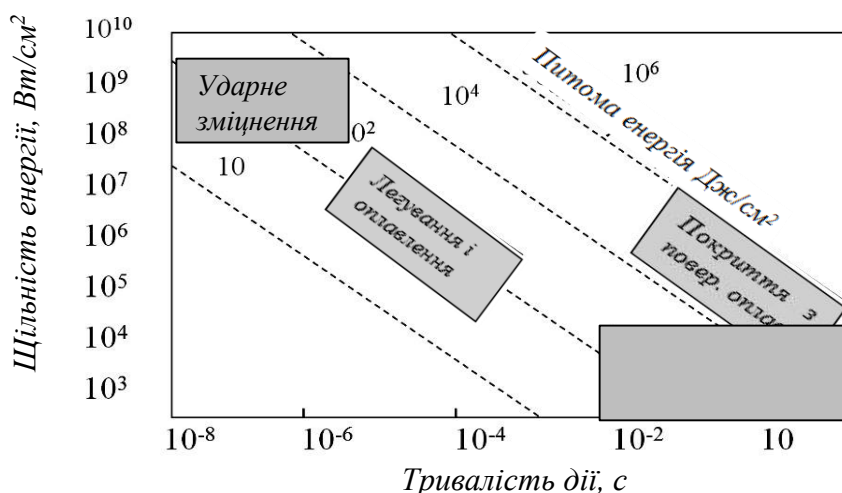 Щільність енергії, Вт/см²
10¹⁰
10⁹
10⁸
10⁷
10⁶
10⁵
10⁴
10³
Ударне
зміцнення
10
0²
10⁴
10⁶
Питома енергія Дж/см²
Легування і
оплавлення
Покриття з
повер.
10⁻⁸
10⁻⁶
10⁻⁴
10⁻²
10
Тривалість дії, с